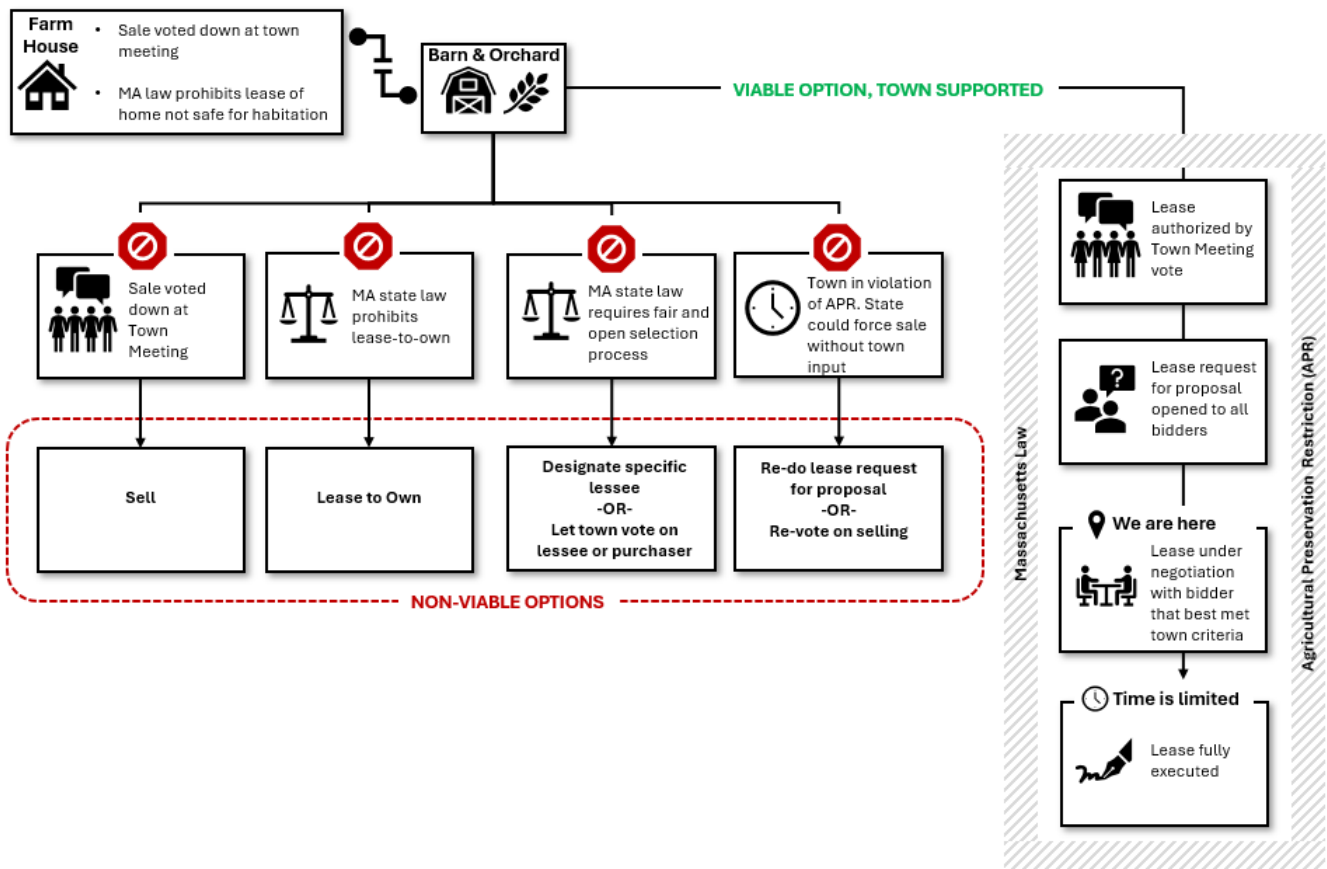 Farm
House
• Sale voted down at town
meeting
• MA law prohibits lease of
home not safe for habitation
Barn & Orchard
VIABLE OPTION, TOWN SUPPORTED
Sale voted
down at
Town
Meeting
MA state law
prohibits
lease-to-own
MA state law
requires fair and
open selection
process
Town in violation
of APR. State
could force sale
without town
input
Sell
Lease to Own
Designate specific
lessee
-OR-
Let town vote on
lessee or purchaser
Re-do lease request
for proposal
-OR-
Re-vote on selling
NON-VIABLE OPTIONS
Massachusetts Law
Lease
authorized by
Town Meeting
vote
?
Lease request
for proposal
opened to all
bidders
We are here
Lease under
negotiation
with bidder
that best met
town criteria
Time is limited
Lease fully
executed
Agricultural Preservation Restriction (APR)